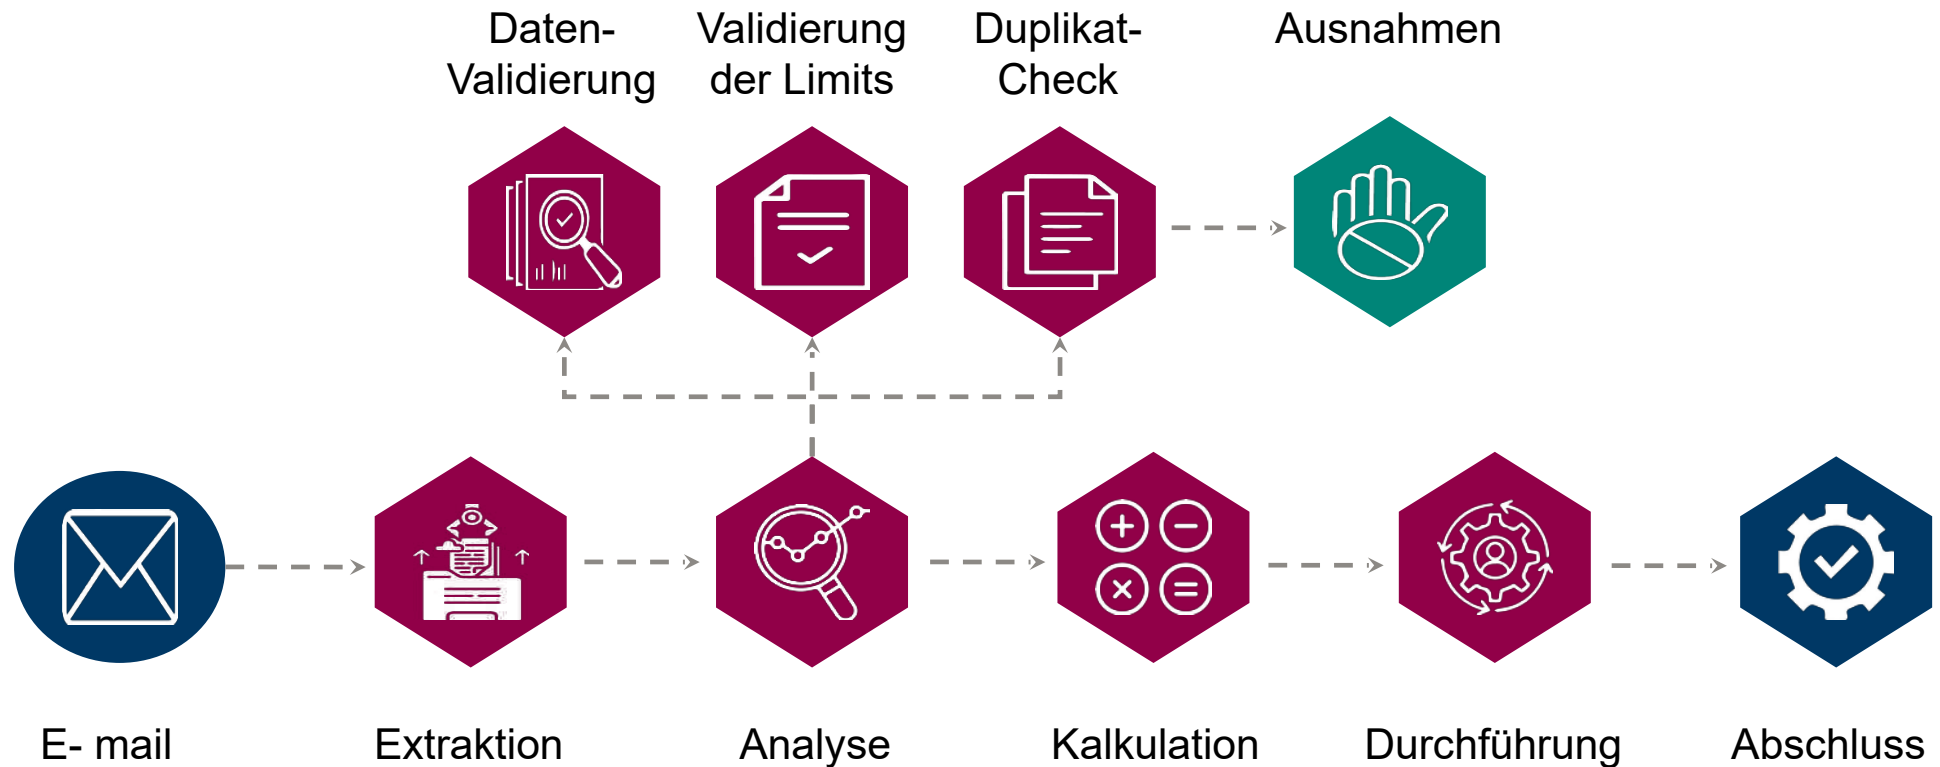 Daten-
Validierung
Validierung
der Limits
Duplikat-
Check
Ausnahmen
E- mail
Extraktion
Analyse
Kalkulation
Durchführung
Abschluss